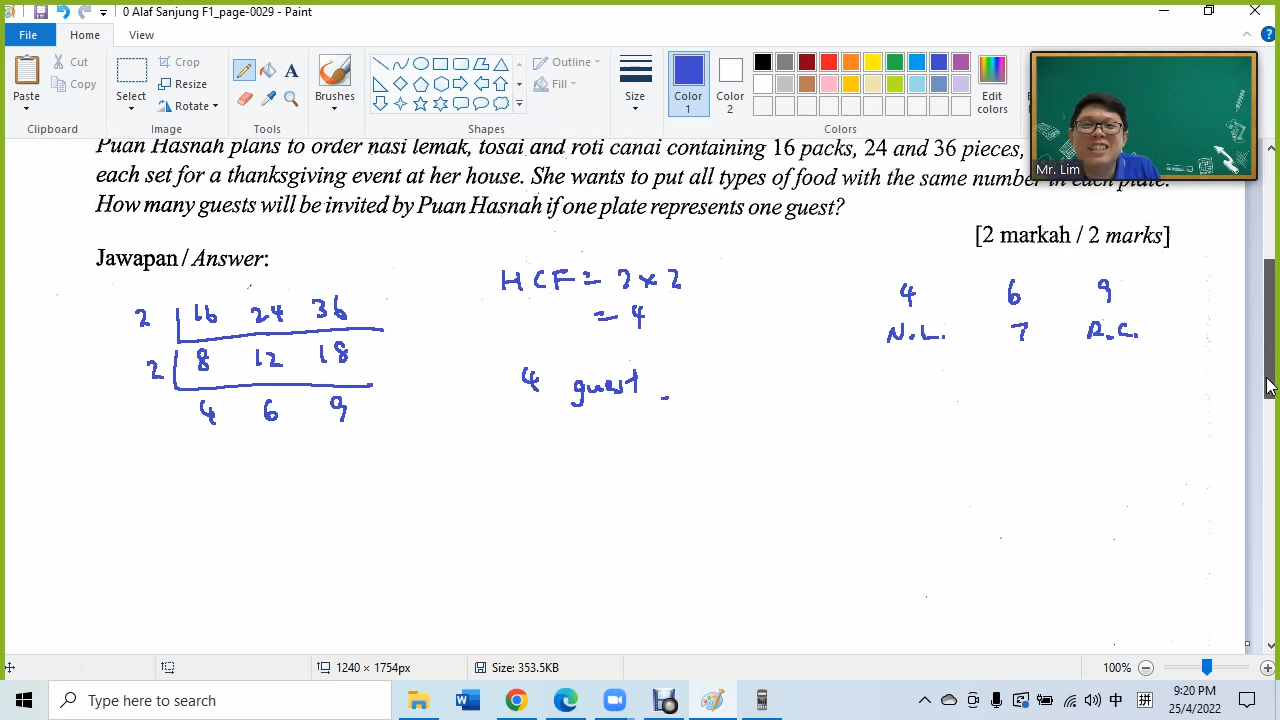 0 Alaf Sanjung F1_page-0029 - Paint
File Home View
Paste
Cut
Copy
Clipboard
Select
Crop
Resize
Rotate
Image
A
Tools
Brushes
Outline
Fill
Shapes
Size
Color 1
Color 2
Colors
Edit colors
Mr. Lim
Puan Hasnah plans to order nasi lemak, tosai and roti canai containing 16 packs, 24 and 36 pieces,
each set for a thanksgiving event at her house. She wants to put all types of food with the same number in each plate.
How many guests will be invited by Puan Hasnah if one plate represents one guest?
[2 markah / 2 marks]
Jawapan / Answer:
2 16 24 36
2 8 12 18
4 6 9
HCF = 2 × 2
= 4
4 guest
4 6 9
N.L. T R.C.
1240 × 1754px
Size: 353.5KB
100%
Type here to search
中
拼
9:20 PM
25/4/2022